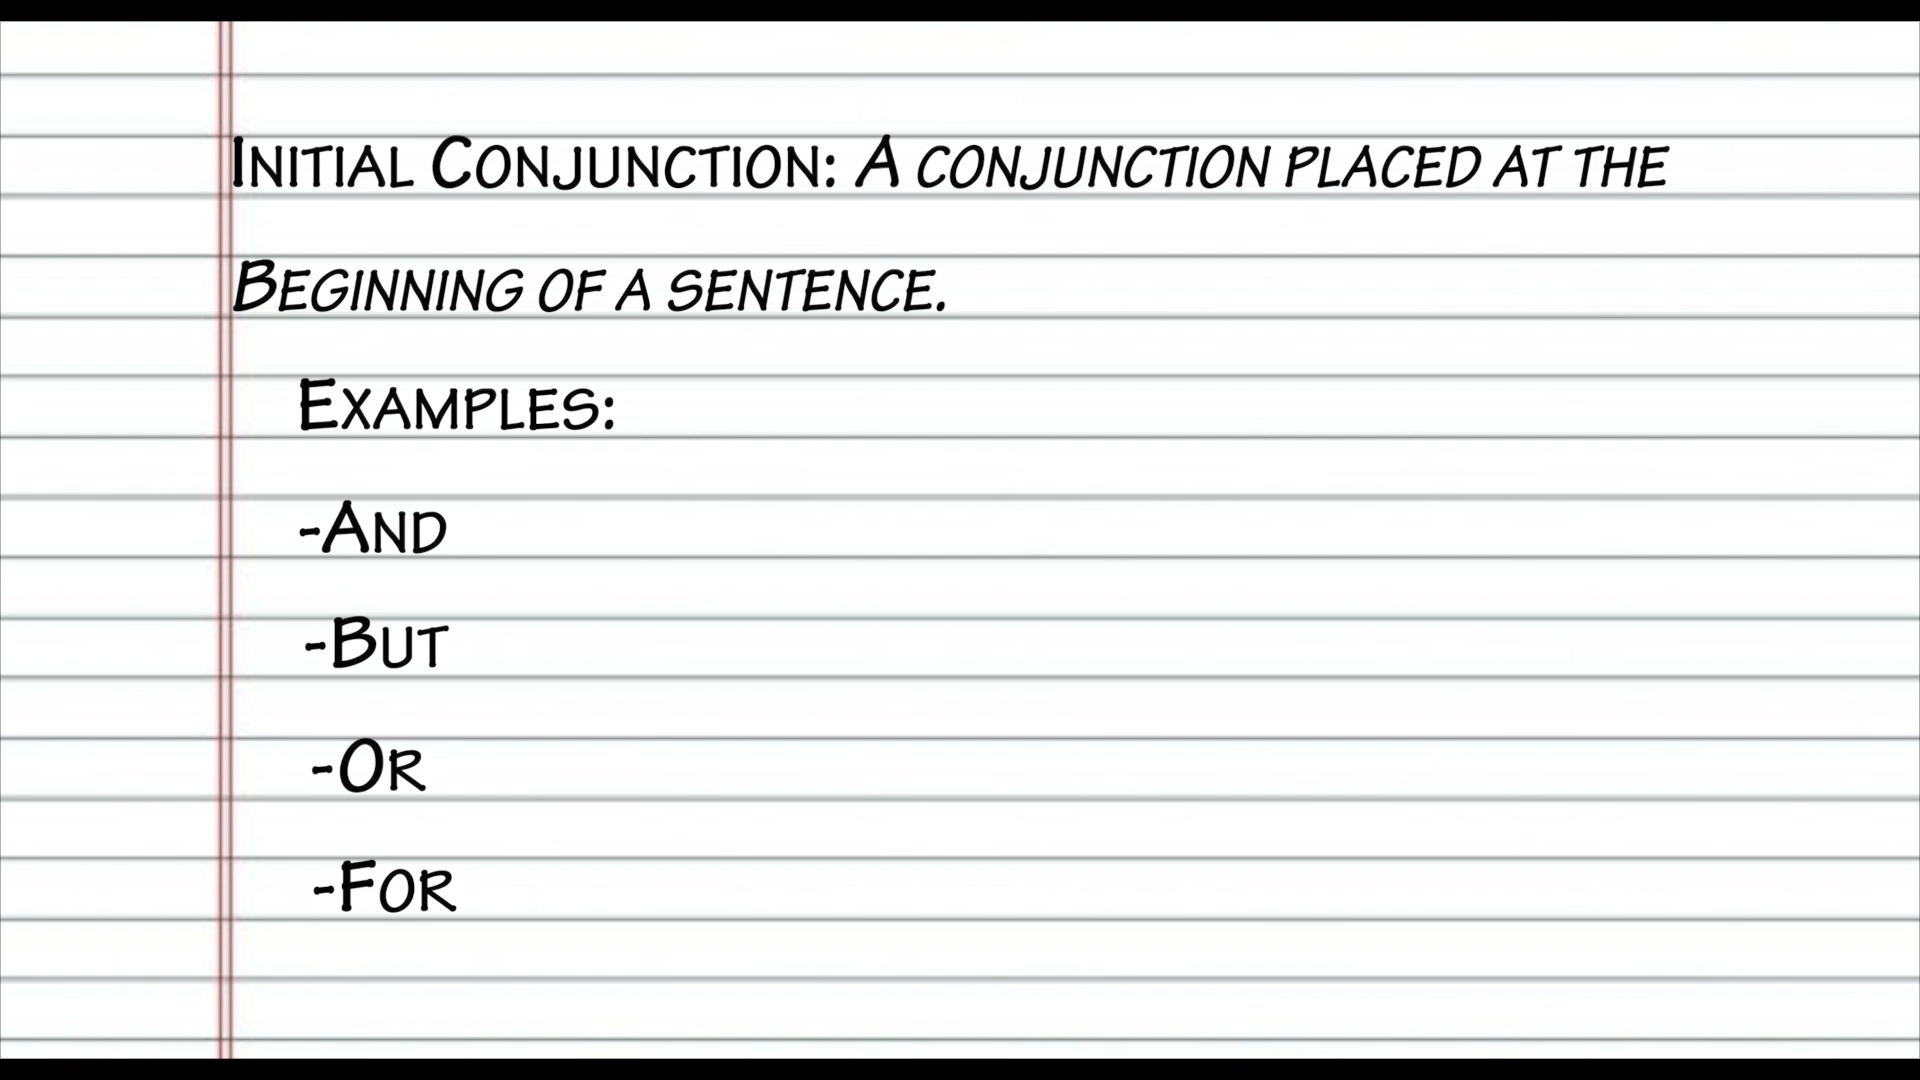 Initial Conjunction: A conjunction placed at the
Beginning of a sentence.
Examples:
-And
-But
-Or
-For